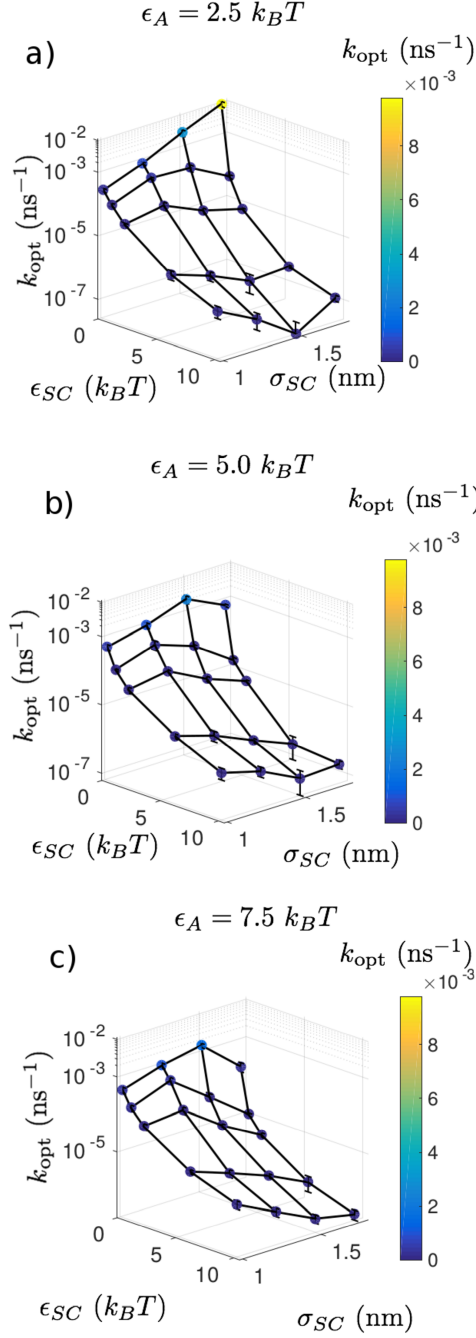 ϵ_A = 2.5 k_BT
a)
k_opt (ns⁻¹)
×10⁻³
8
6
4
2
0
10⁻²
10⁻³
10⁻⁵
10⁻⁷
k_opt (ns⁻¹)
0
5
10
1
1.5
ϵ_SC (k_BT)
σ_SC (nm)
ϵ_A = 5.0 k_BT
b)
k_opt (ns⁻¹)
×10⁻³
8
6
4
2
0
10⁻²
10⁻³
10⁻⁵
10⁻⁷
k_opt (ns⁻¹)
0
5
10
1
1.5
ϵ_SC (k_BT)
σ_SC (nm)
ϵ_A = 7.5 k_BT
c)
k_opt (ns⁻¹)
×10⁻³
8
6
4
2
0
10⁻²
10⁻³
10⁻⁵
k_opt (ns⁻¹)
0
5
10
1
1.5
ϵ_SC (k_BT)
σ_SC (nm)